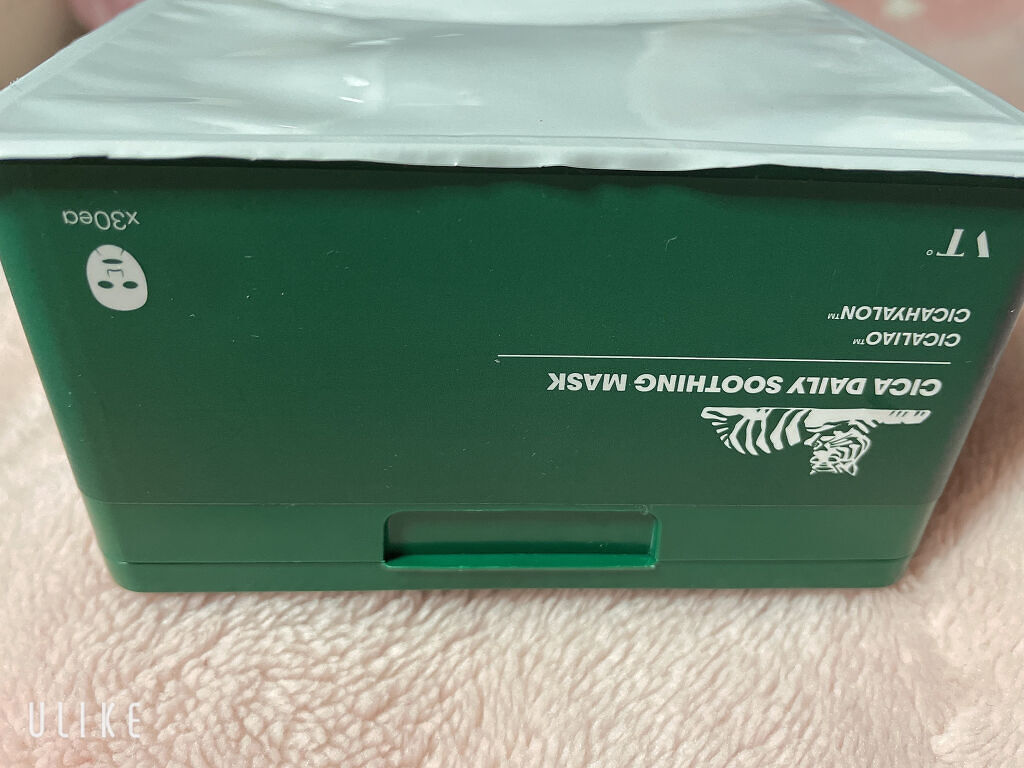 VT
CICAHYALON™
CICALIAO™
CICA DAILY SOOTHING MASK
x30ea
ULIKE